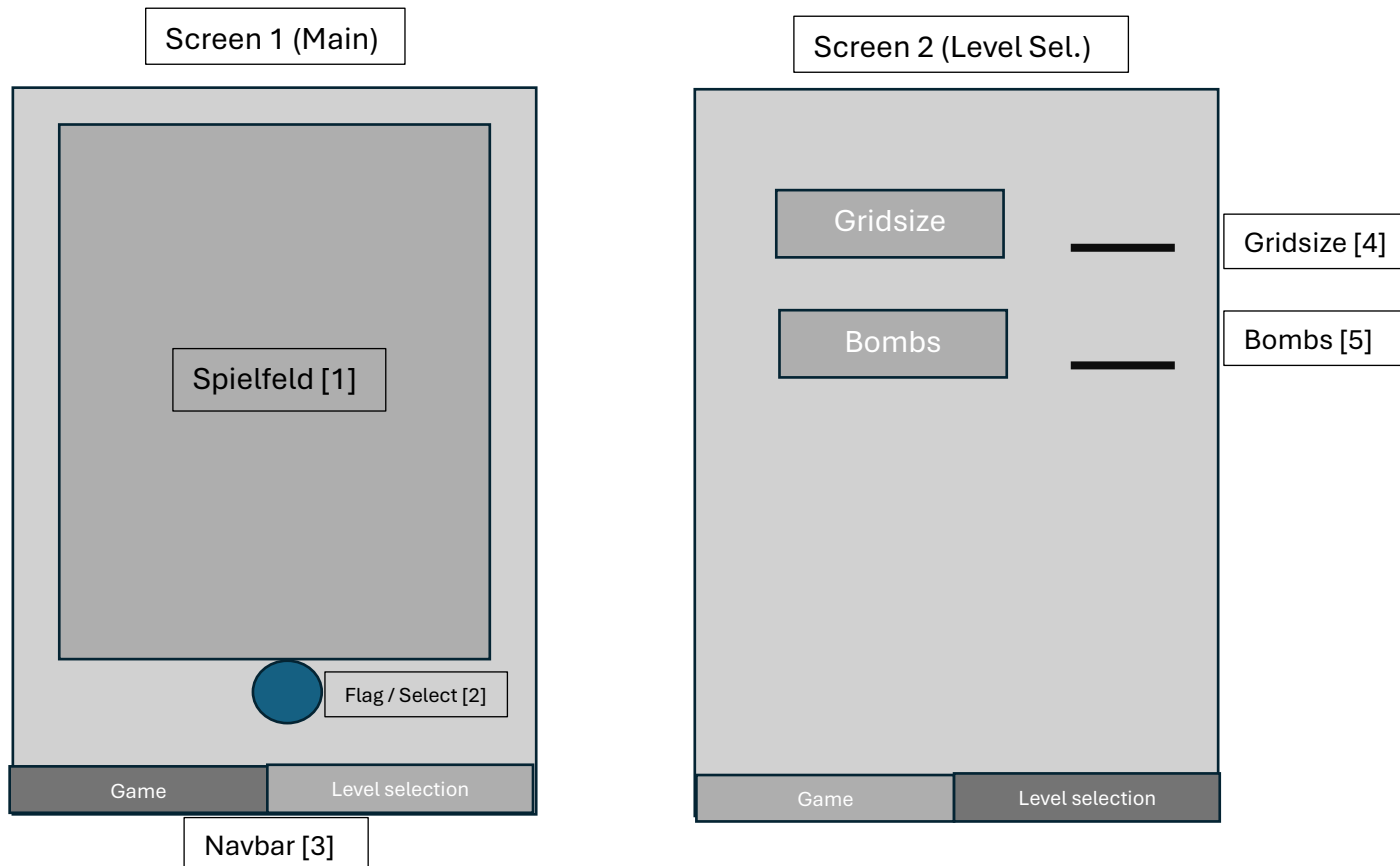 Screen 1 (Main)
Spielfeld [1]
Flag / Select [2]
Game
Level selection
Navbar [3]
Screen 2 (Level Sel.)
Gridsize
Gridsize [4]
Bombs
Bombs [5]
Game
Level selection